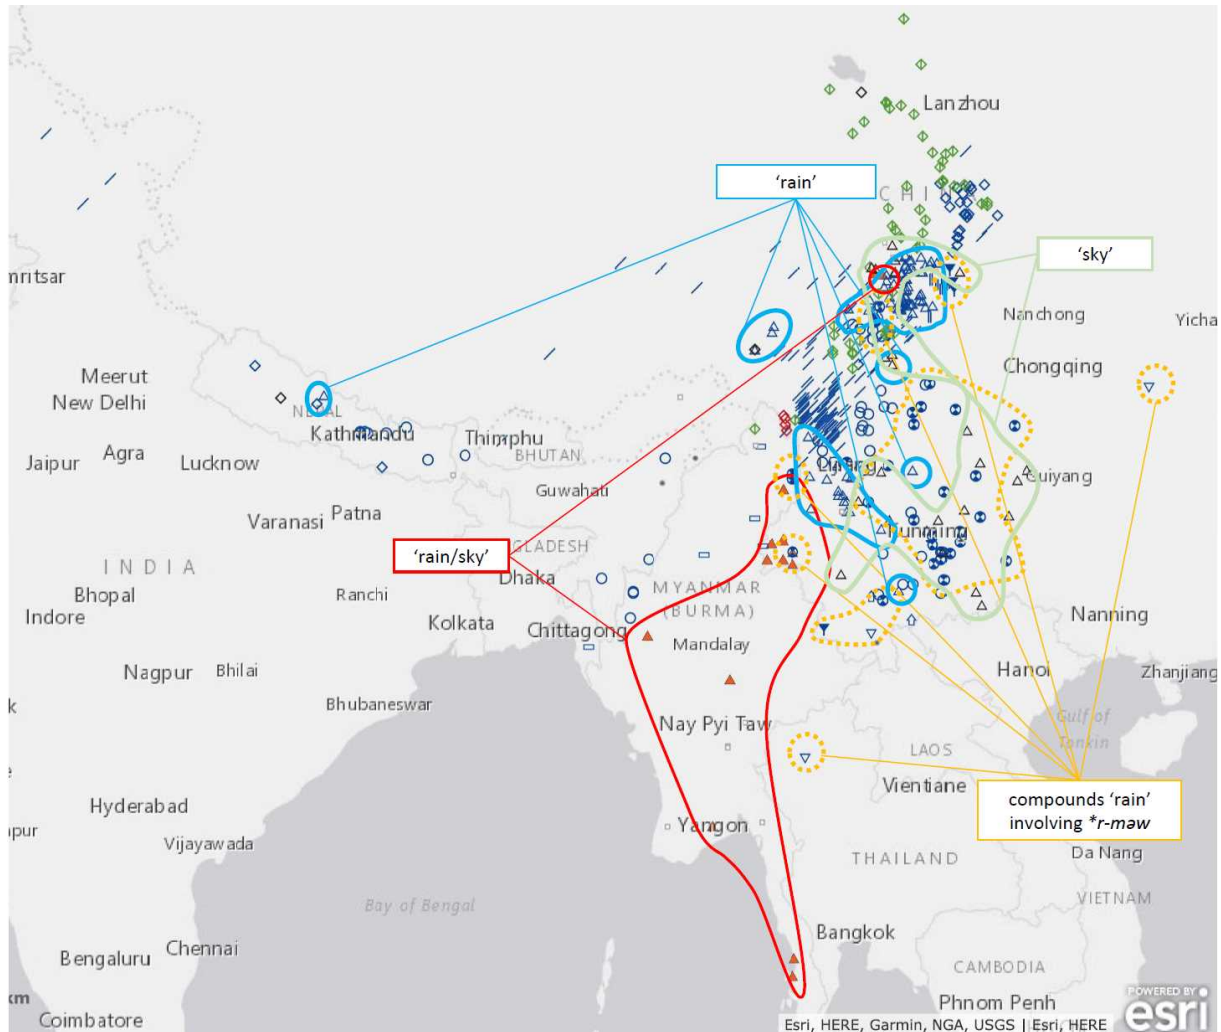 Lanzhou
'rain'
CHINA
'sky'
mritsar
Nanchong
Yicha
Chongqing
Meerut
New Delhi
NEPAL
Kathmandu
Thimphu
BHUTAN
Lijiang
Guiyang
Jaipur
Agra
Lucknow
Guwahati
Varanasi
Patna
Kunming
'rain/sky'
GLADESH
INDIA
Dhaka
MYANMAR
(BURMA)
Bhopal
Ranchi
Nanning
Indore
Kolkata
Chittagong
Mandalay
Nagpur
Bhilai
Hanoi
Zhanjiang
Bhubaneswar
k
Nay Pyi Taw
Gulf of
Tonkin
LAOS
Vientiane
compounds 'rain'
involving *r-məw
Hyderabad
apur
Vijayawada
Yangon
THAILAND
Da Nang
VIETNAM
Bay of Bengal
Bangkok
Chennai
Bengaluru
CAMBODIA
km
Phnom Penh
POWERED BY
esri
Coimbatore
Esri, HERE, Garmin, NGA, USGS | Esri, HERE